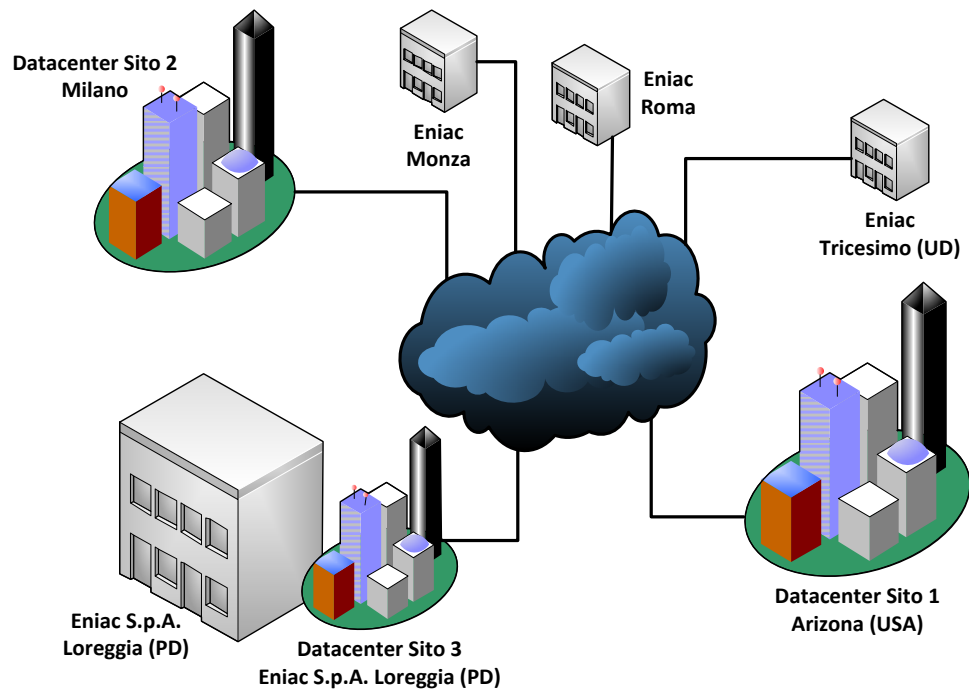 Datacenter Sito 2
Milano
Eniac
Monza
Eniac
Roma
Eniac
Tricesimo (UD)
Eniac S.p.A.
Loreggia (PD)
Datacenter Sito 3
Eniac S.p.A. Loreggia (PD)
Datacenter Sito 1
Arizona (USA)